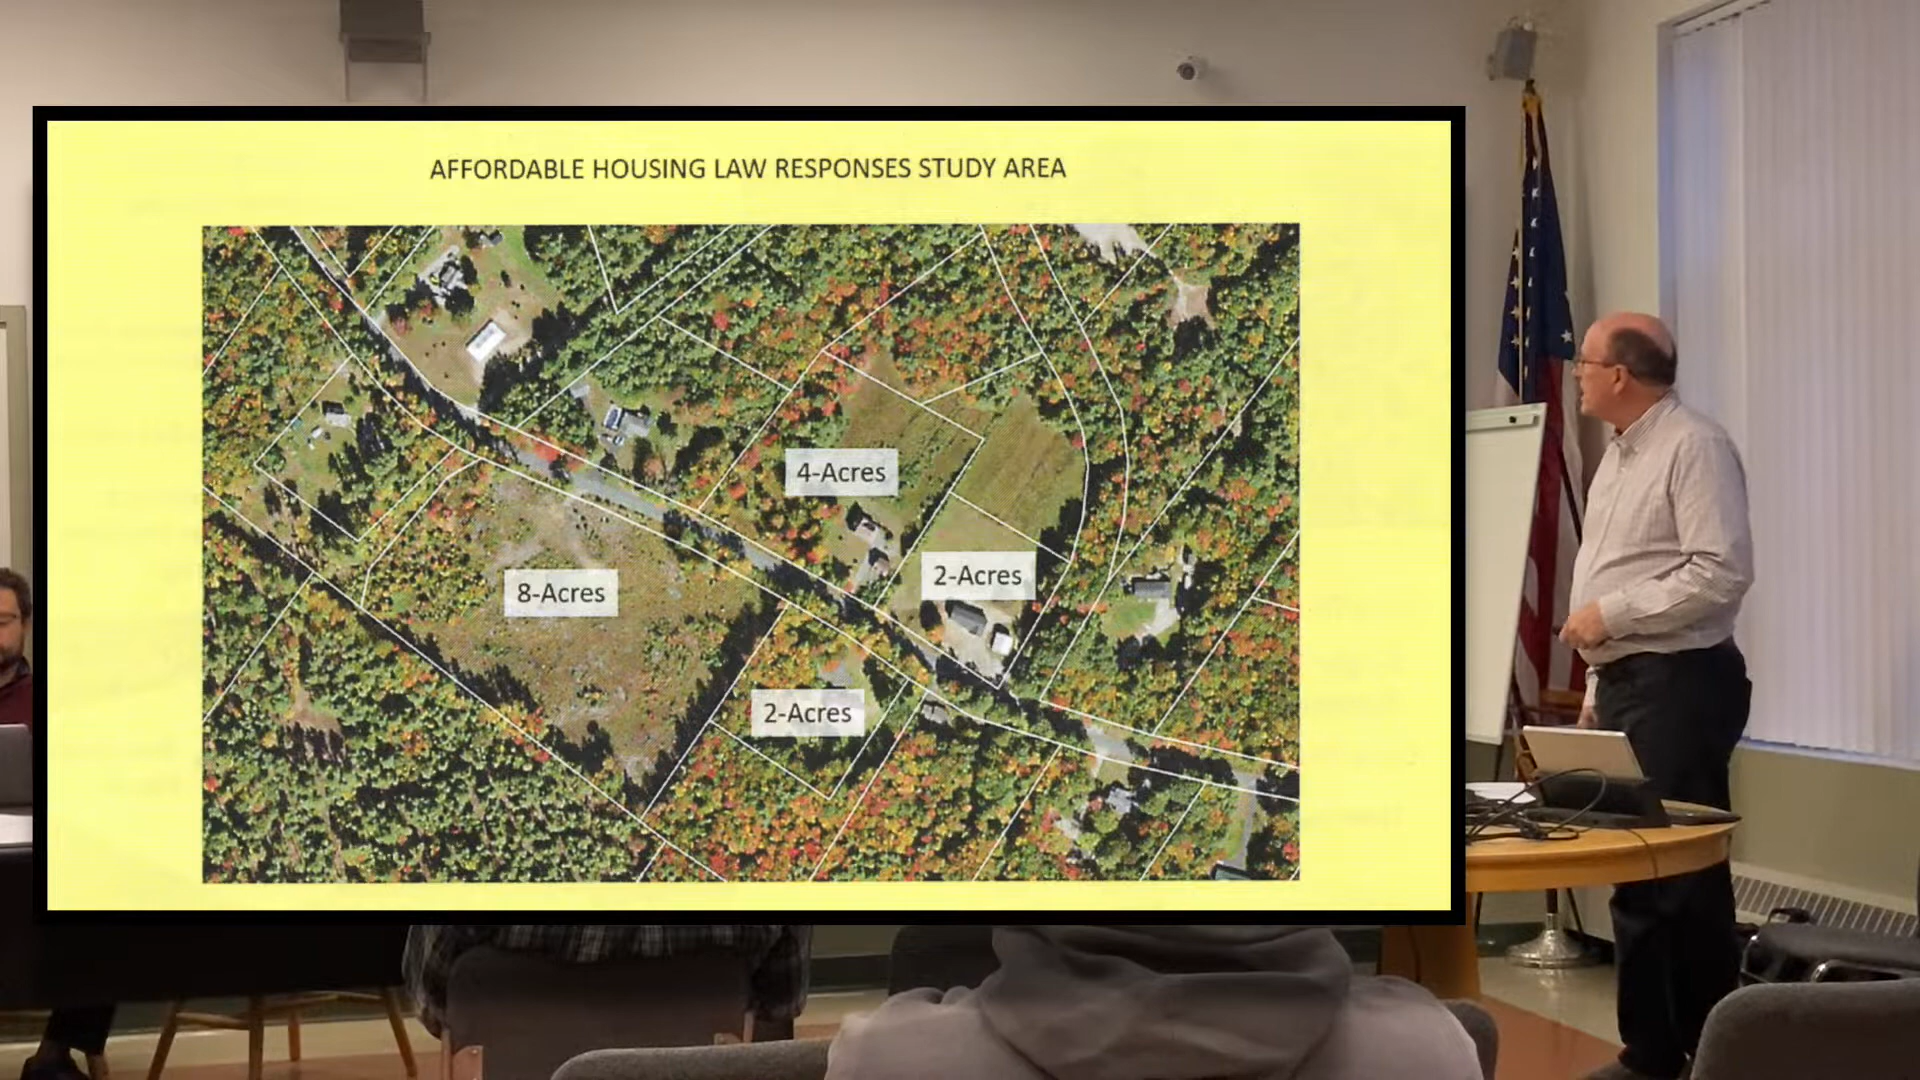 AFFORDABLE HOUSING LAW RESPONSES STUDY AREA
4-Acres
2-Acres
8-Acres
2-Acres